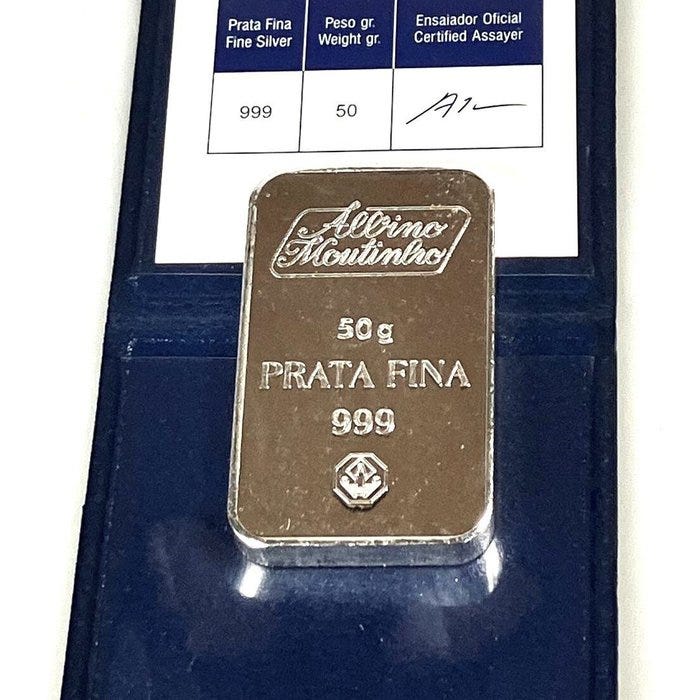 Prata Fina
Fine Silver
Peso gr.
Weight gr.
Ensaiador Oficial
Certified Assayer
999
50
Albino
Moutinho
50g
PRATA FINA
999